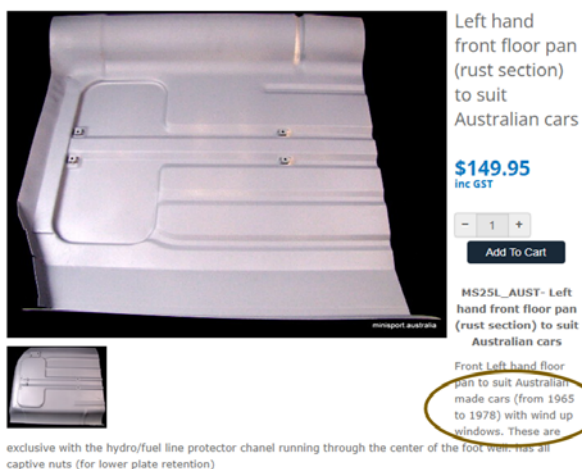 Left hand
front floor pan
(rust section)
to suit
Australian cars
$149.95
inc GST
- 1 +
Add To Cart
minisport.australia
MS25L_AUST- Left
hand front floor pan
(rust section) to suit
Australian cars
Front Left hand floor
pan to suit Australian
made cars (from 1965
to 1978) with wind up
windows. These are
exclusive with the hydro/fuel line protector chanel running through the center of the foot well. has all
captive nuts (for lower plate retention)